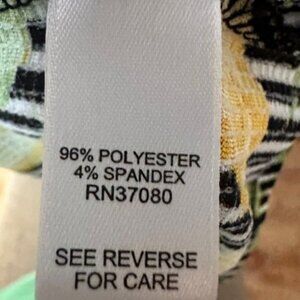 96% POLYESTER
4% SPANDEX
RN37080
SEE REVERSE
FOR CARE